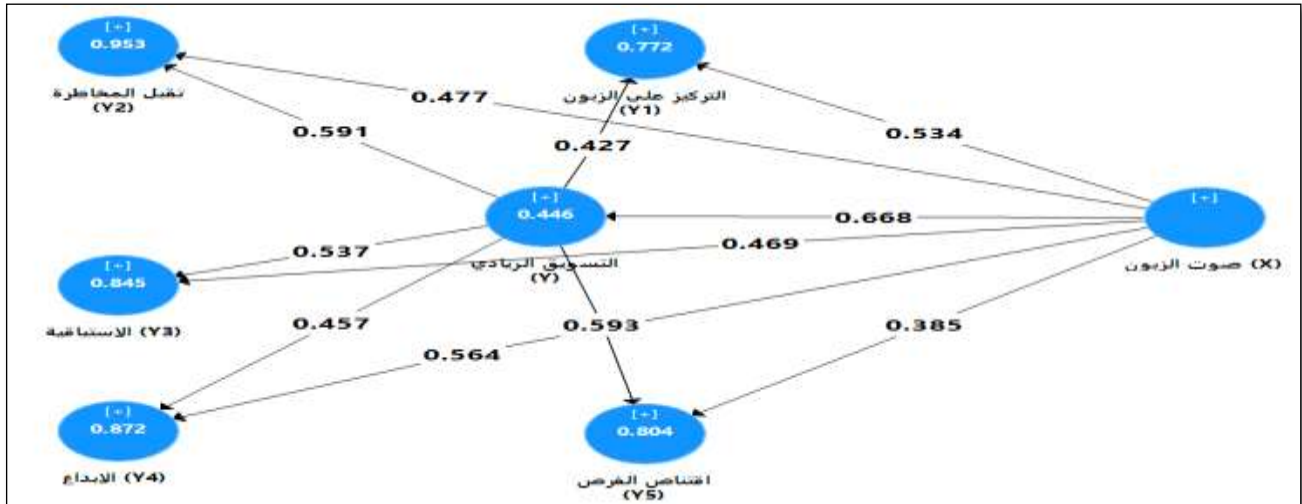 [+]
0.953
تقبل المخاطرة
(Y2)
[+]
0.772
التركيز على الزبون
(Y1)
0.477
0.534
0.591
0.427
[+]
0.446
التسويق الريادي
(Y)
0.668
[+]
صوت الزبون (X)
0.469
0.537
[+]
0.845
الاستباقية (Y3)
0.457
0.593
0.385
0.564
[+]
0.872
الإبداع (Y4)
[+]
0.804
اقتناص الفرص
(Y5)